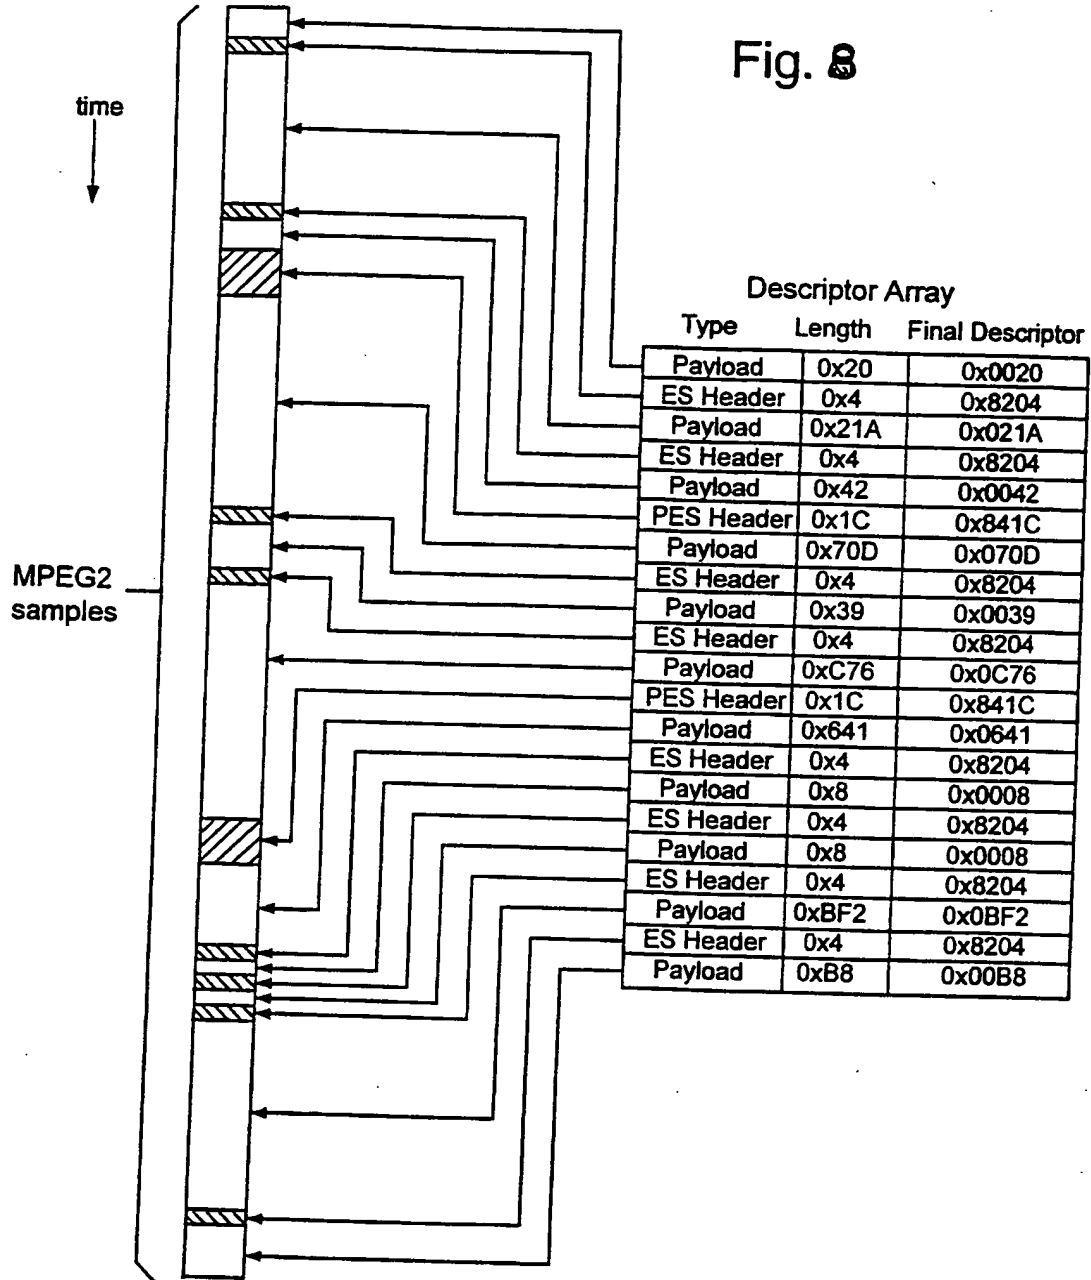 Fig. 8
time
Descriptor Array
Type Length Final Descriptor
Payload 0x20 0x0020
ES Header 0x4 0x8204
Payload 0x21A 0x021A
ES Header 0x4 0x8204
Payload 0x42 0x0042
PES Header 0x1C 0x841C
Payload 0x70D 0x070D
ES Header 0x4 0x8204
Payload 0x39 0x0039
ES Header 0x4 0x8204
Payload 0xC76 0x0C76
PES Header 0x1C 0x841C
Payload 0x641 0x0641
ES Header 0x4 0x8204
Payload 0x8 0x0008
ES Header 0x4 0x8204
Payload 0x8 0x0008
ES Header 0x4 0x8204
Payload 0xBF2 0x0BF2
ES Header 0x4 0x8204
Payload 0xB8 0x00B8
MPEG2
samples